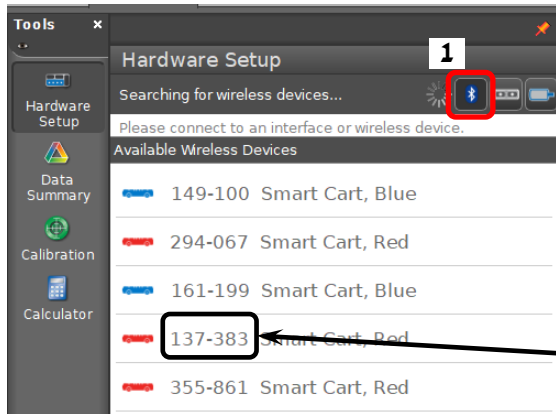 Tools ×
Hardware Setup
1
Searching for wireless devices...
Please connect to an interface or wireless device.
Available Wireless Devices
149-100 Smart Cart, Blue
294-067 Smart Cart, Red
161-199 Smart Cart, Blue
137-383 Smart Cart, Red
355-861 Smart Cart, Red
Hardware
Setup
Data
Summary
Calibration
Calculator